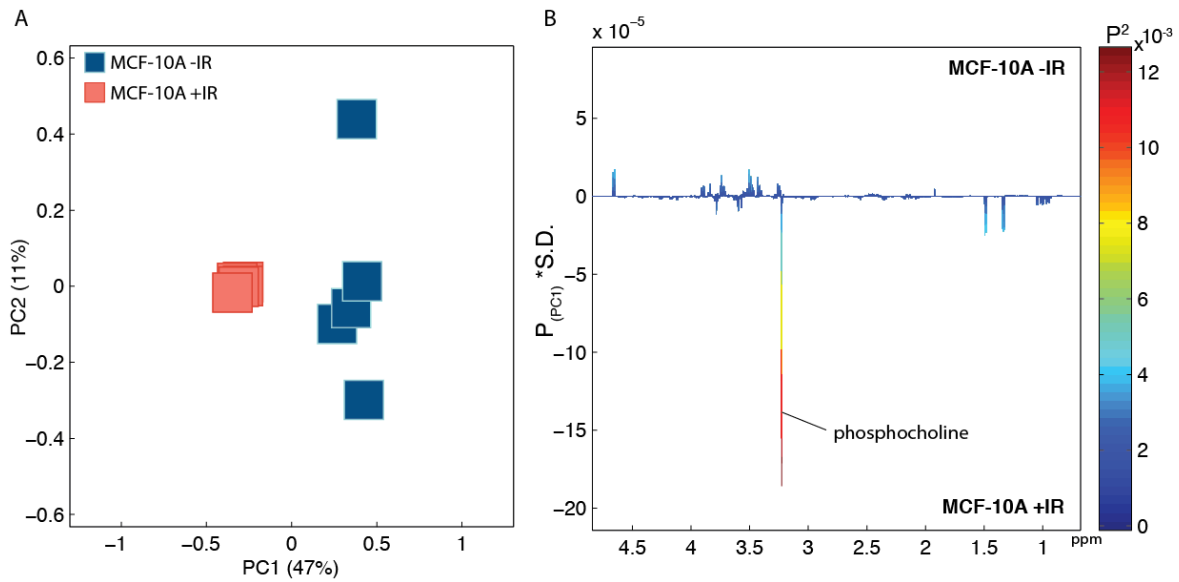 A
0.6
0.4
0.2
0
−0.2
−0.4
−0.6
PC2 (11%)
MCF-10A -IR
MCF-10A +IR
−1
−0.5
0
0.5
1
PC1 (47%)
B
x 10⁻⁵
MCF-10A -IR
5
0
−5
−10
−15
−20
P(PC1) *S.D.
phosphocholine
MCF-10A +IR
4.5
4
3.5
3
2.5
2
1.5
1
ppm
P²
x10⁻³
12
10
8
6
4
2
0